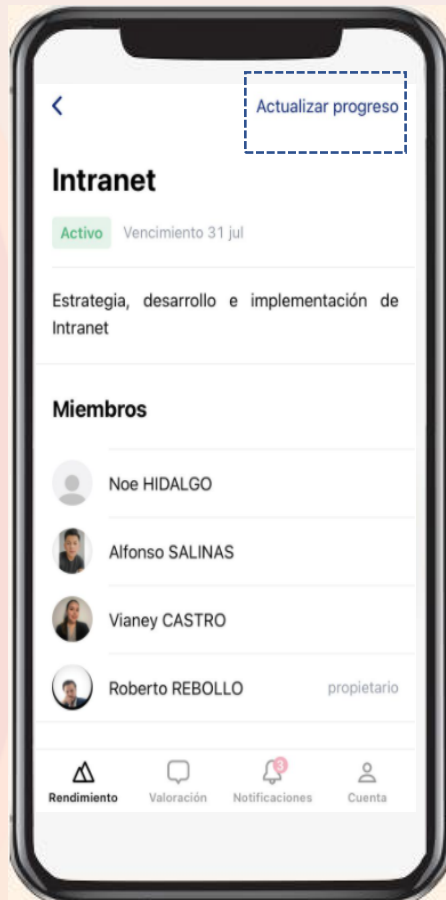 Actualizar progreso
Intranet
Activo Vencimiento 31 jul
Estrategia, desarrollo e implementación de
Intranet
Miembros
Noe HIDALGO
Alfonso SALINAS
Vianey CASTRO
Roberto REBOLLO propietario
3
Rendimiento Valoración Notificaciones Cuenta